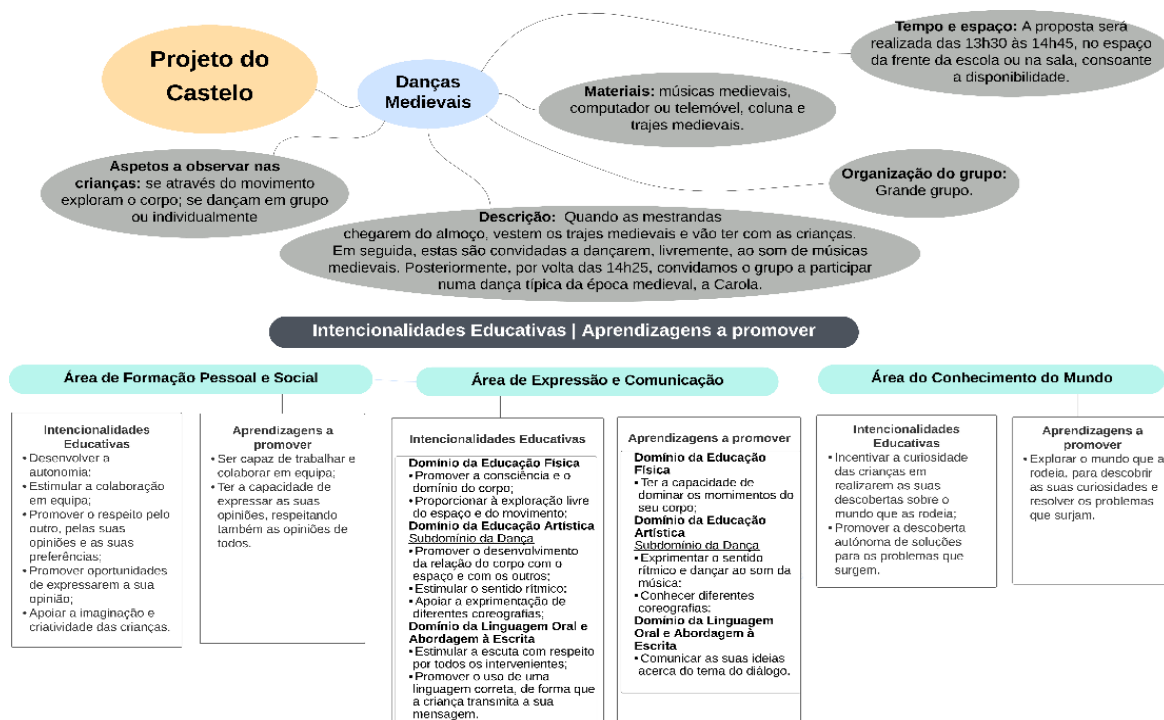 Projeto do
Castelo
Danças
Medievais
Tempo e espaço: A proposta será
realizada das 13h30 às 14h45, no espaço
da frente da escola ou na sala, consoante
a disponibilidade.
Materiais: músicas medievais,
computador ou telemóvel, coluna e
trajes medievais.
Aspetos a observar nas
crianças: se através do movimento
exploram o corpo; se dançam em grupo
ou individualmente
Organização do grupo:
Grande grupo.
Descrição: Quando as mestrandas
chegarem do almoço, vestem os trajes medievais e vão ter com as crianças.
Em seguida, estas são convidadas a dançarem, livremente, ao som de músicas
medievais. Posteriormente, por volta das 14h25, convidamos o grupo a participar
numa dança típica da época medieval, a Carola.
Intencionalidades Educativas | Aprendizagens a promover
Área de Formação Pessoal e Social
Intencionalidades
Educativas
• Desenvolver a
autonomia:
• Estimular a colaboração
em equipa;
• Promover o respeito pelo
outro, pelas suas
opiniões e as suas
preferências;
• Promover oportunidades
de expressarem a sua
opinião;
• Apoiar a imaginação e
criatividade das crianças.
Aprendizagens a
promover
• Ser capaz de trabalhar e
colaborar em equipa;
• Ter a capacidade de
expressar as suas
opiniões, respeitando
também as opiniões de
todos.
Área de Expressão e Comunicação
Intencionalidades Educativas
Domínio da Educação Física
• Promover a consciência e o
domínio do corpo;
• Proporcionar à exploração livre
do espaço e do movimento;
Domínio da Educação Artística
Subdomínio da Dança
• Promover o desenvolvimento
da relação do corpo com o
espaço e com os outros;
• Estimular o sentido rítmico:
• Apoiar a exprimentação de
diferentes coreografias;
Domínio da Linguagem Oral e
Abordagem à Escrita
• Estimular a escuta com respeito
por todos os intervenientes;
• Promover o uso de uma
linguagem correta, de forma que
a criança transmita a sua
mensagem.
Aprendizagens a promover
Domínio da Educação
Física
• Ter a capacidade de
dominar os momimentos do
seu corpo;
Domínio da Educação
Artística
Subdomínio da Dança
• Exprimentar o sentido
rítmico e dançar ao som da
música:
• Conhecer diferentes
coreografias:
Domínio da Linguagem
Oral e Abordagem à
Escrita
• Comunicar as suas ideias
acerca do tema do diálogo.
Área do Conhecimento do Mundo
Intencionalidades
Educativas
• Incentivar a curiosidade
das crianças em
realizarem as suas
descobertas sobre o
mundo que as rodeia;
• Promover a descoberta
autónoma de soluções
para os problemas que
surgem.
Aprendizagens a
promover
• Explorar o mundo que a
rodeia, para descobrir
as suas curiosidades e
resolver os problemas
que surjam.